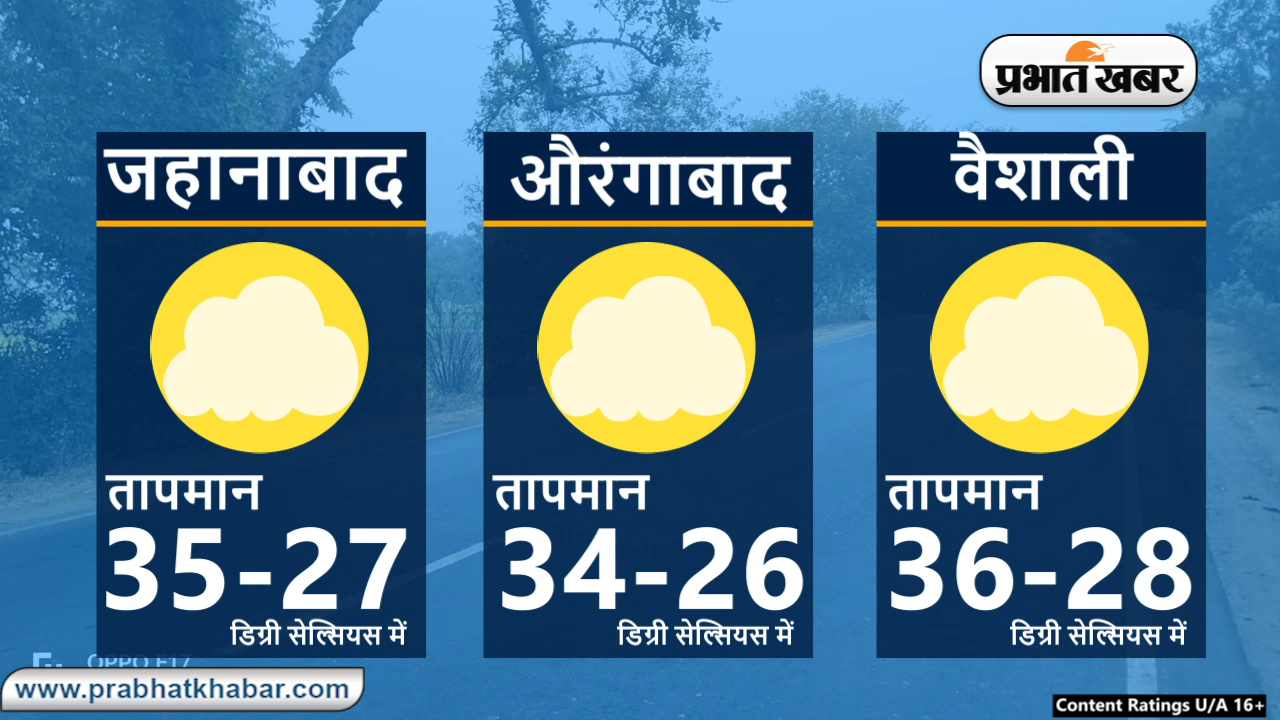 प्रभात खबर
जहानाबाद
तापमान
35-27
डिग्री सेल्सियस में
औरंगाबाद
तापमान
34-26
डिग्री सेल्सियस में
वैशाली
तापमान
36-28
डिग्री सेल्सियस में
OPPO F17
www.prabhatkhabar.com
Content Ratings U/A 16+